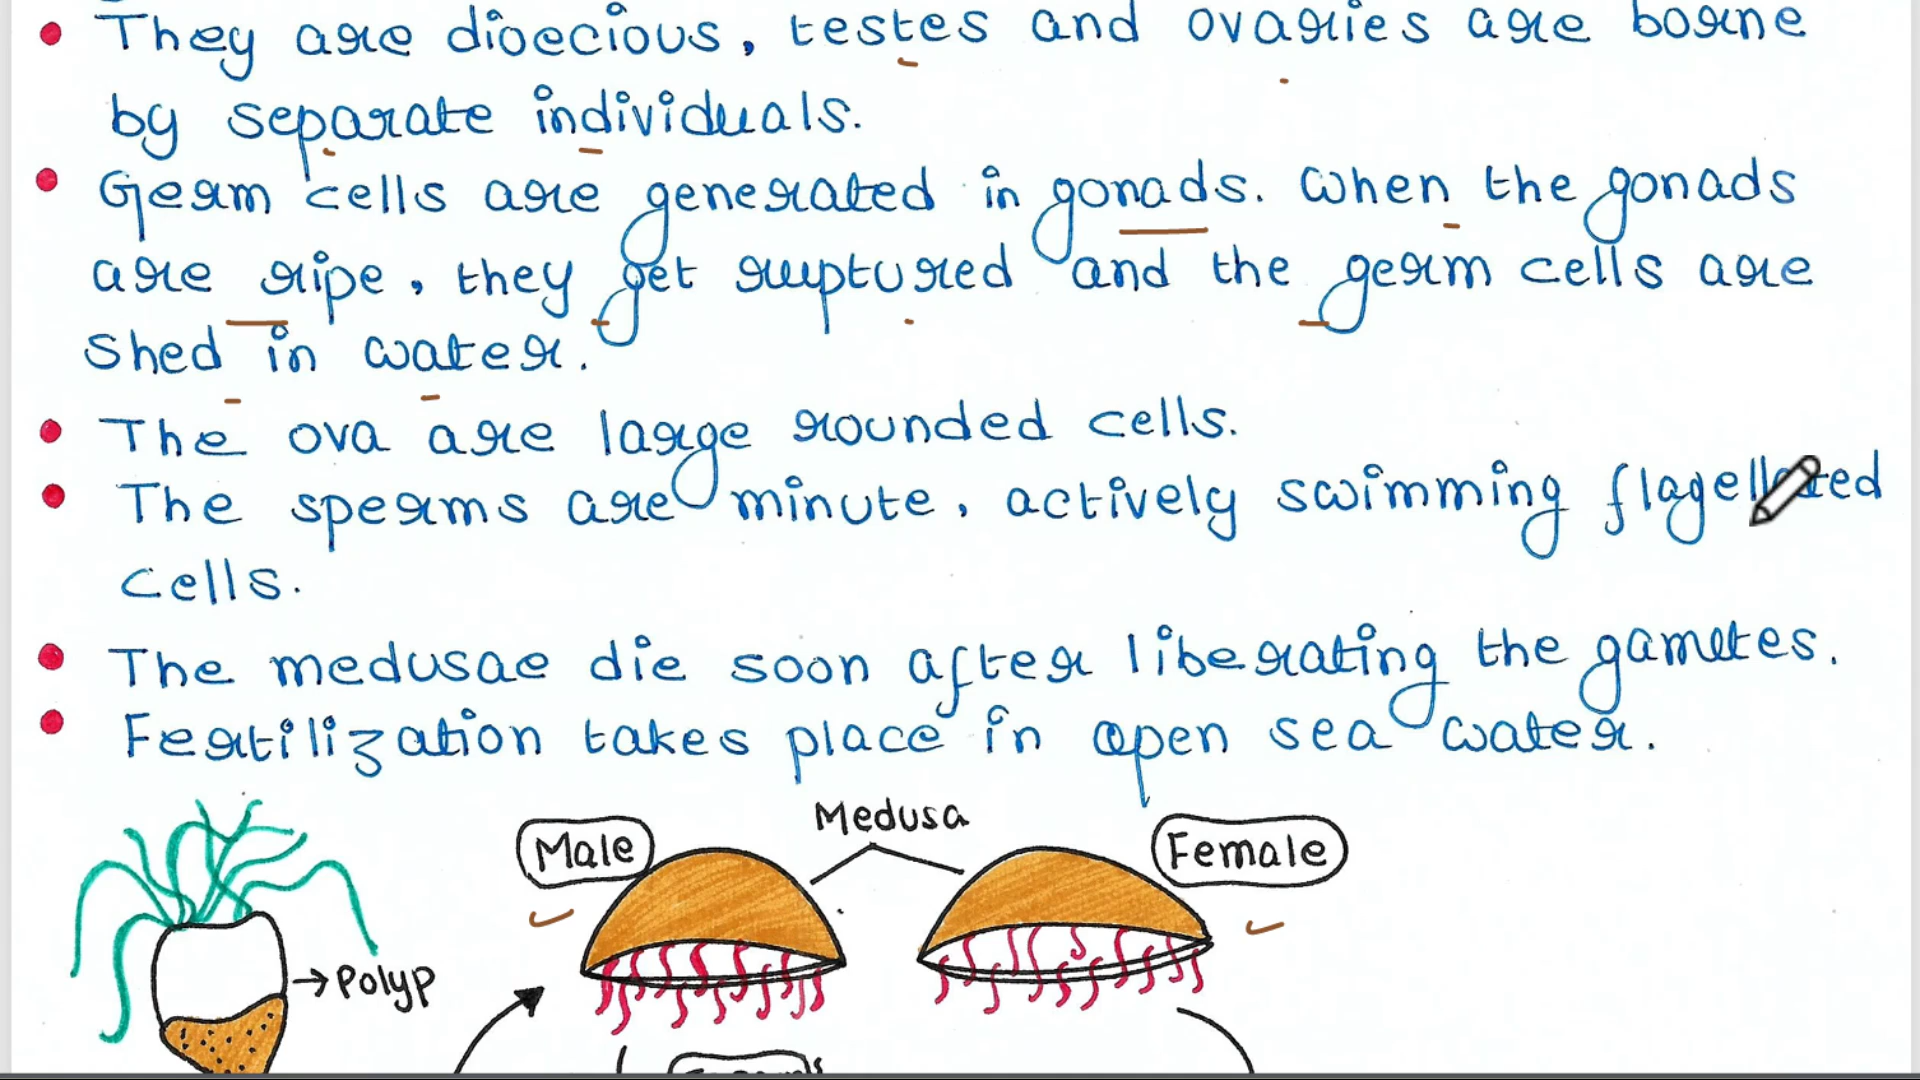 • They are dioecious, testes and ovaries are borne
by separate individuals.
• Germ cells are generated in gonads. When the gonads
are ripe, they get ruptured and the germ cells are
shed in water.
• The ova are large rounded cells.
• The sperms are minute, actively swimming flagellated
cells.
• The medusae die soon after liberating the gametes.
• Fertilization takes place in open sea water.
Medusa
Male
Female
Polyp